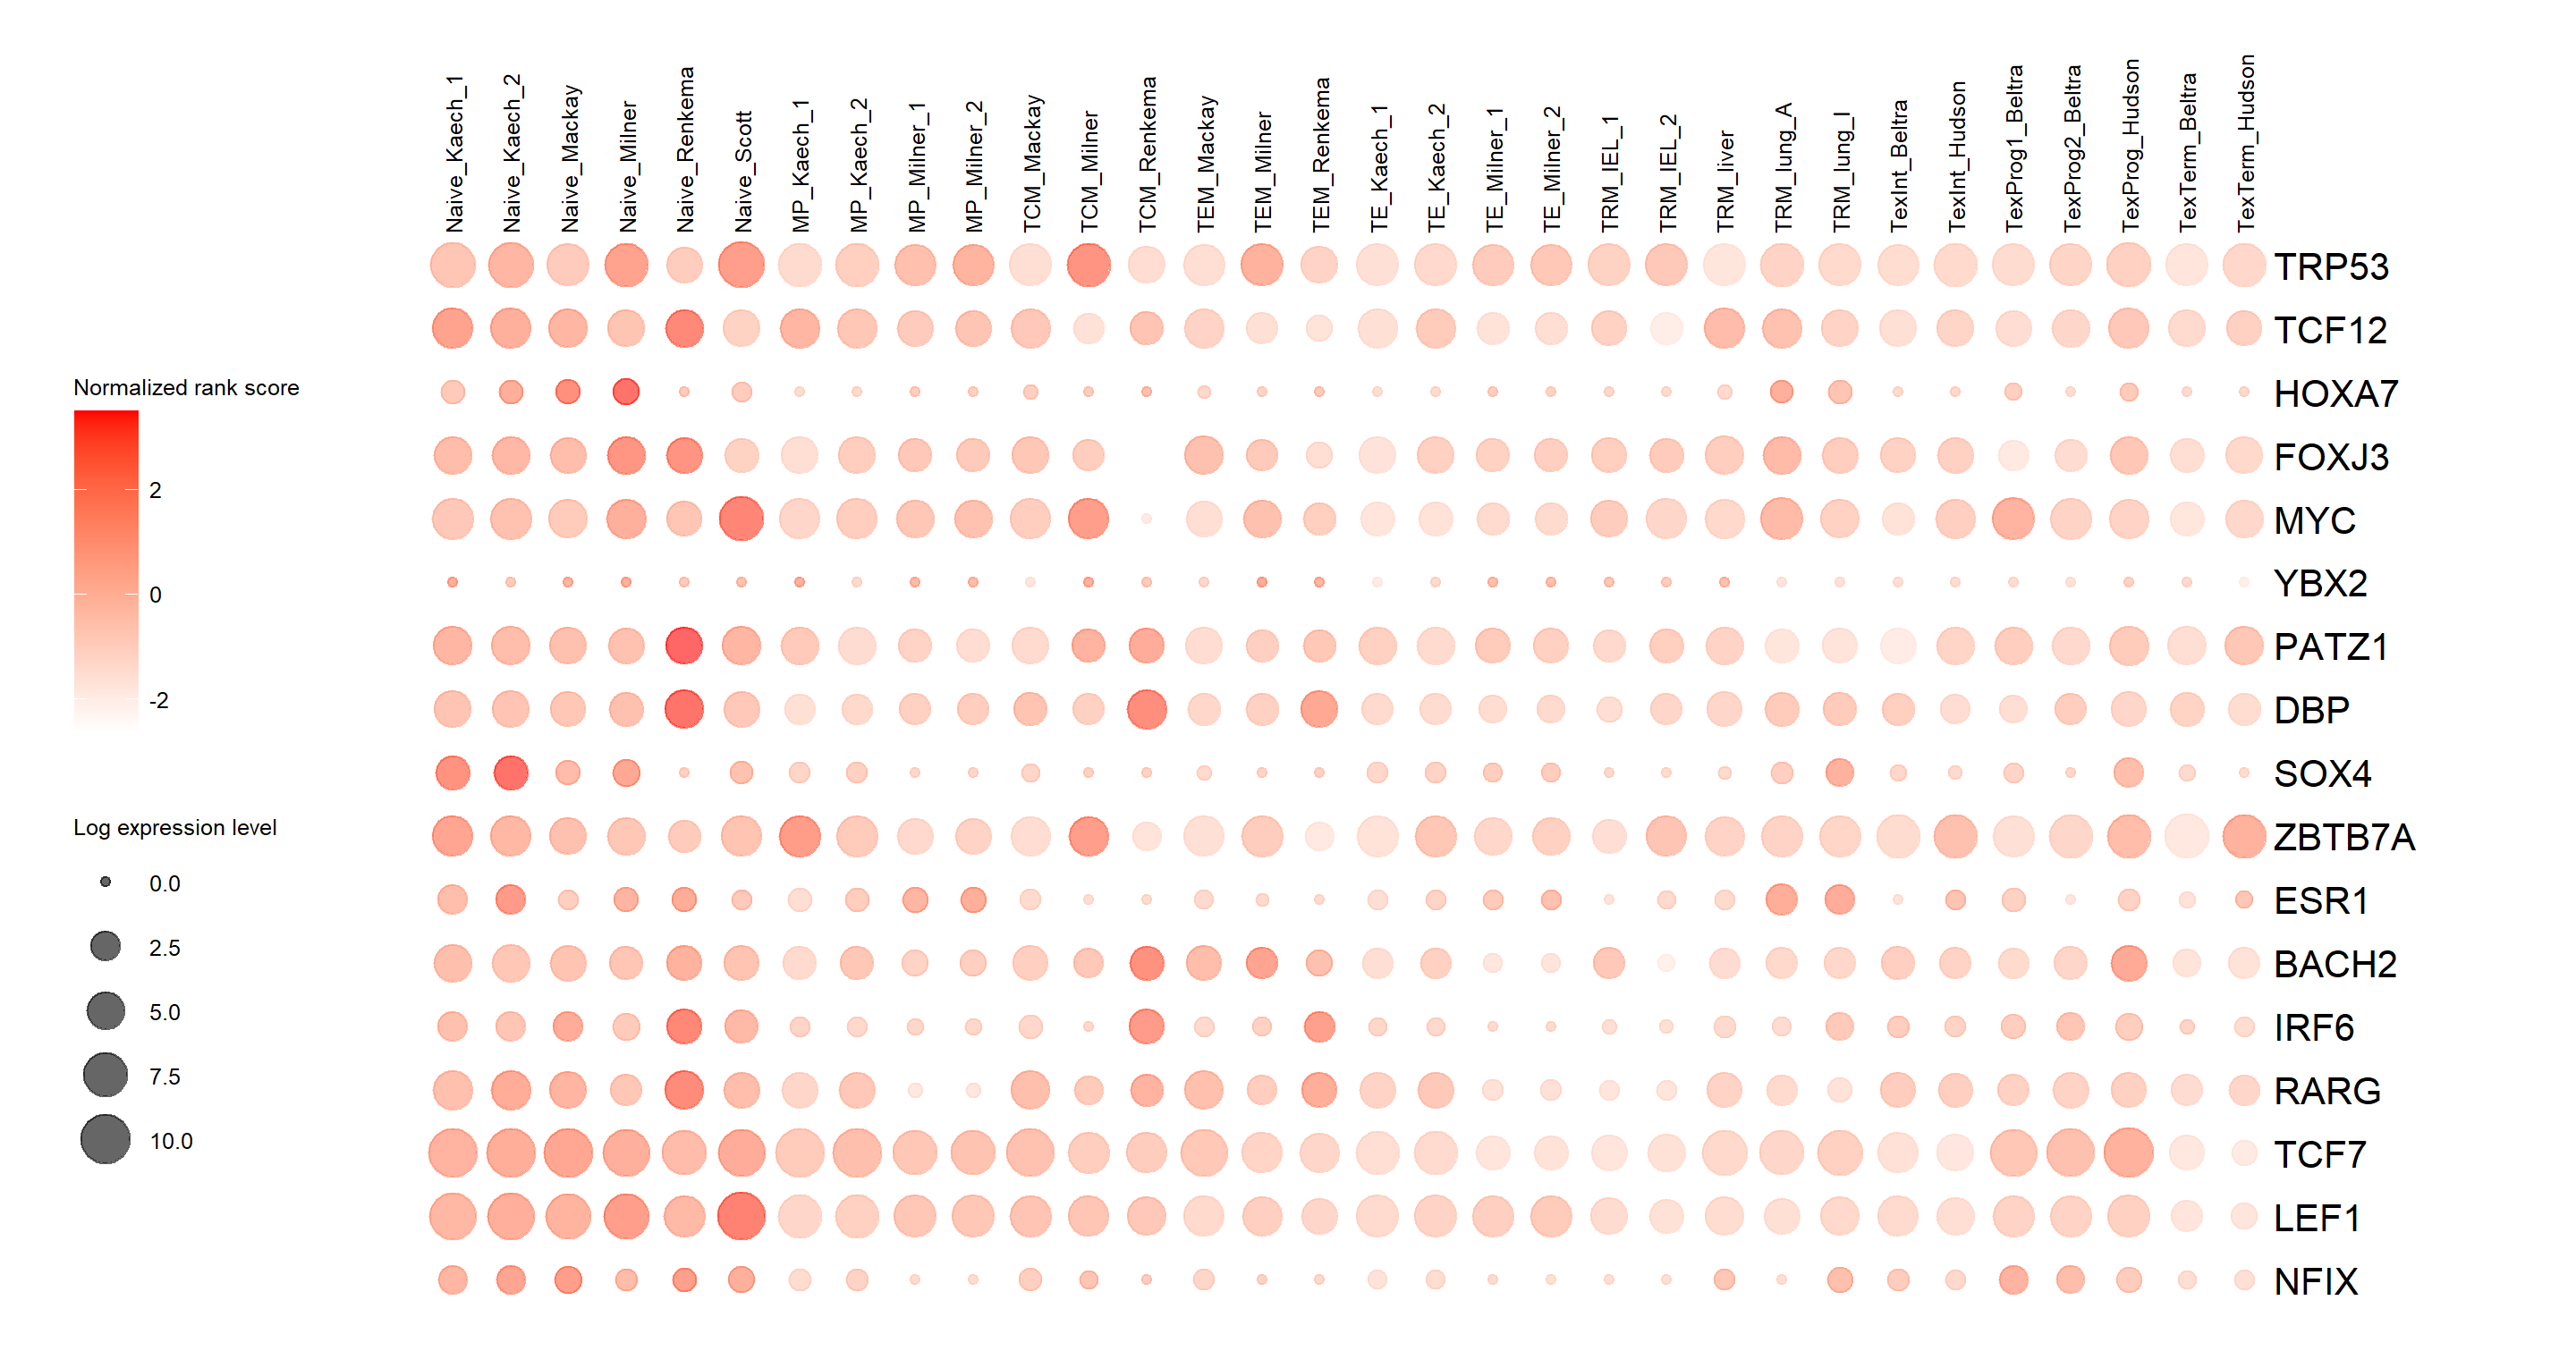 Naive_Kaech_1
Naive_Kaech_2
Naive_Mackay
Naive_Milner
Naive_Renkema
Naive_Scott
MP_Kaech_1
MP_Kaech_2
MP_Milner_1
MP_Milner_2
TCM_Mackay
TCM_Milner
TCM_Renkema
TEM_Mackay
TEM_Milner
TEM_Renkema
TE_Kaech_1
TE_Kaech_2
TE_Milner_1
TE_Milner_2
TRM_IEL_1
TRM_IEL_2
TRM_liver
TRM_lung_A
TRM_lung_I
TexInt_Beltra
TexInt_Hudson
TexProg1_Beltra
TexProg2_Beltra
TexProg_Hudson
TexTerm_Beltra
TexTerm_Hudson
TRP53
TCF12
HOXA7
FOXJ3
MYC
YBX2
PATZ1
DBP
SOX4
ZBTB7A
ESR1
BACH2
IRF6
RARG
TCF7
LEF1
NFIX
Normalized rank score
2
0
-2
Log expression level
0.0
2.5
5.0
7.5
10.0